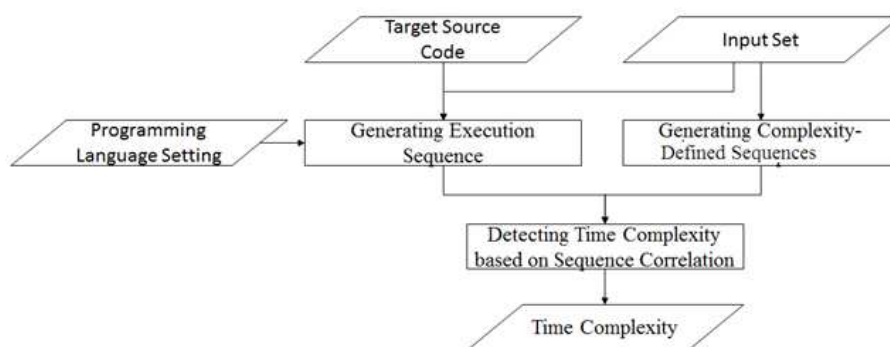 Target Source
Code
Input Set
Programming
Language Setting
Generating Execution
Sequence
Generating Complexity-
Defined Sequences
Detecting Time Complexity
based on Sequence Correlation
Time Complexity